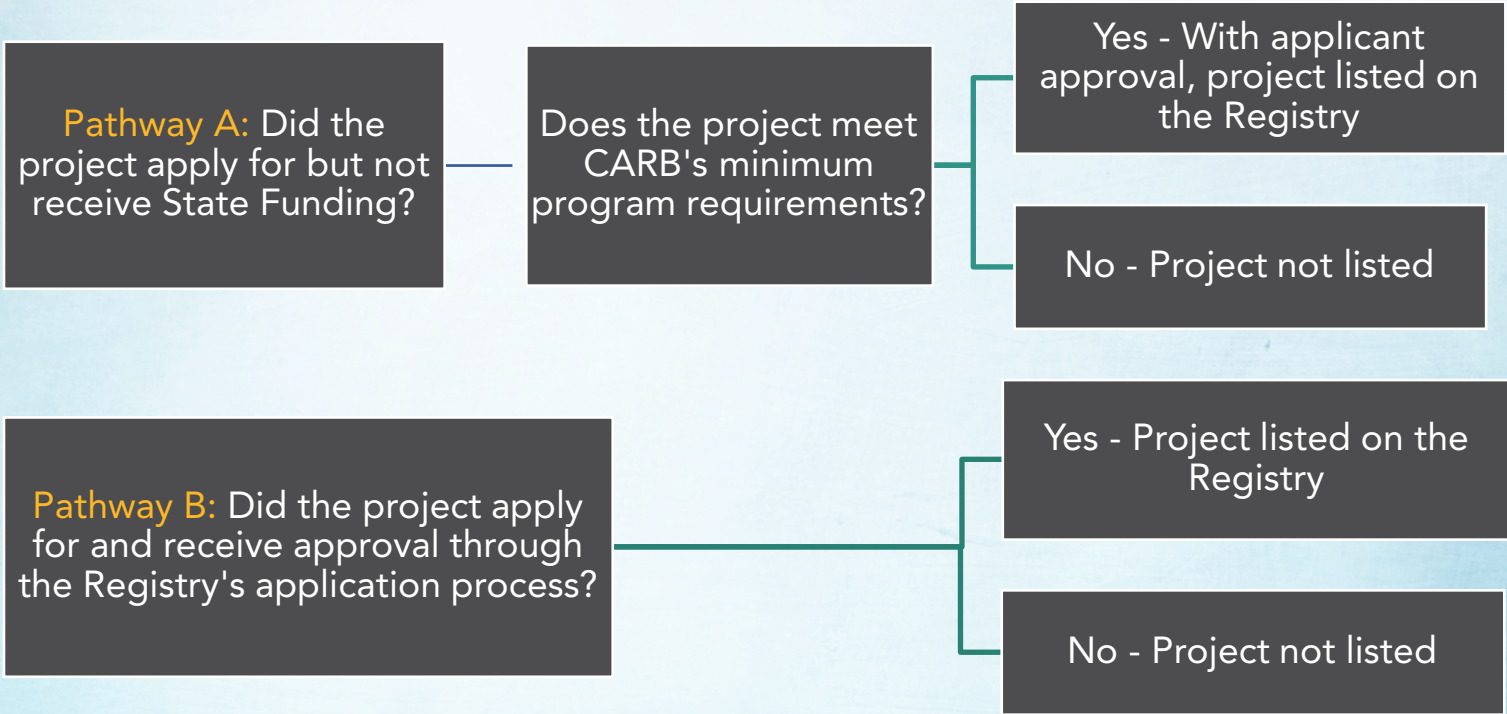 Pathway A: Did the
project apply for but not
receive State Funding?
Does the project meet
CARB's minimum
program requirements?
Yes - With applicant
approval, project listed on
the Registry
No - Project not listed
Pathway B: Did the project apply
for and receive approval through
the Registry's application process?
Yes - Project listed on the
Registry
No - Project not listed